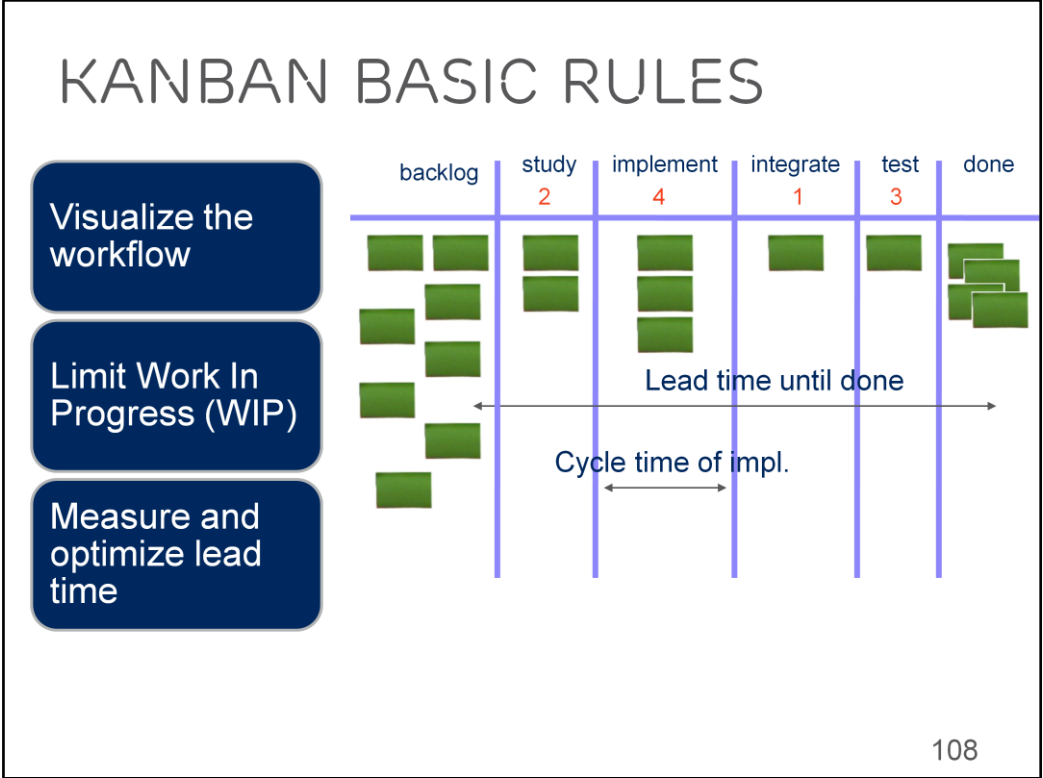 KANBAN BASIC RULES
Visualize the
workflow
Limit Work In
Progress (WIP)
Measure and
optimize lead
time
backlog
study
implement
integrate
test
done
2
4
1
3
Lead time until done
Cycle time of impl.
108